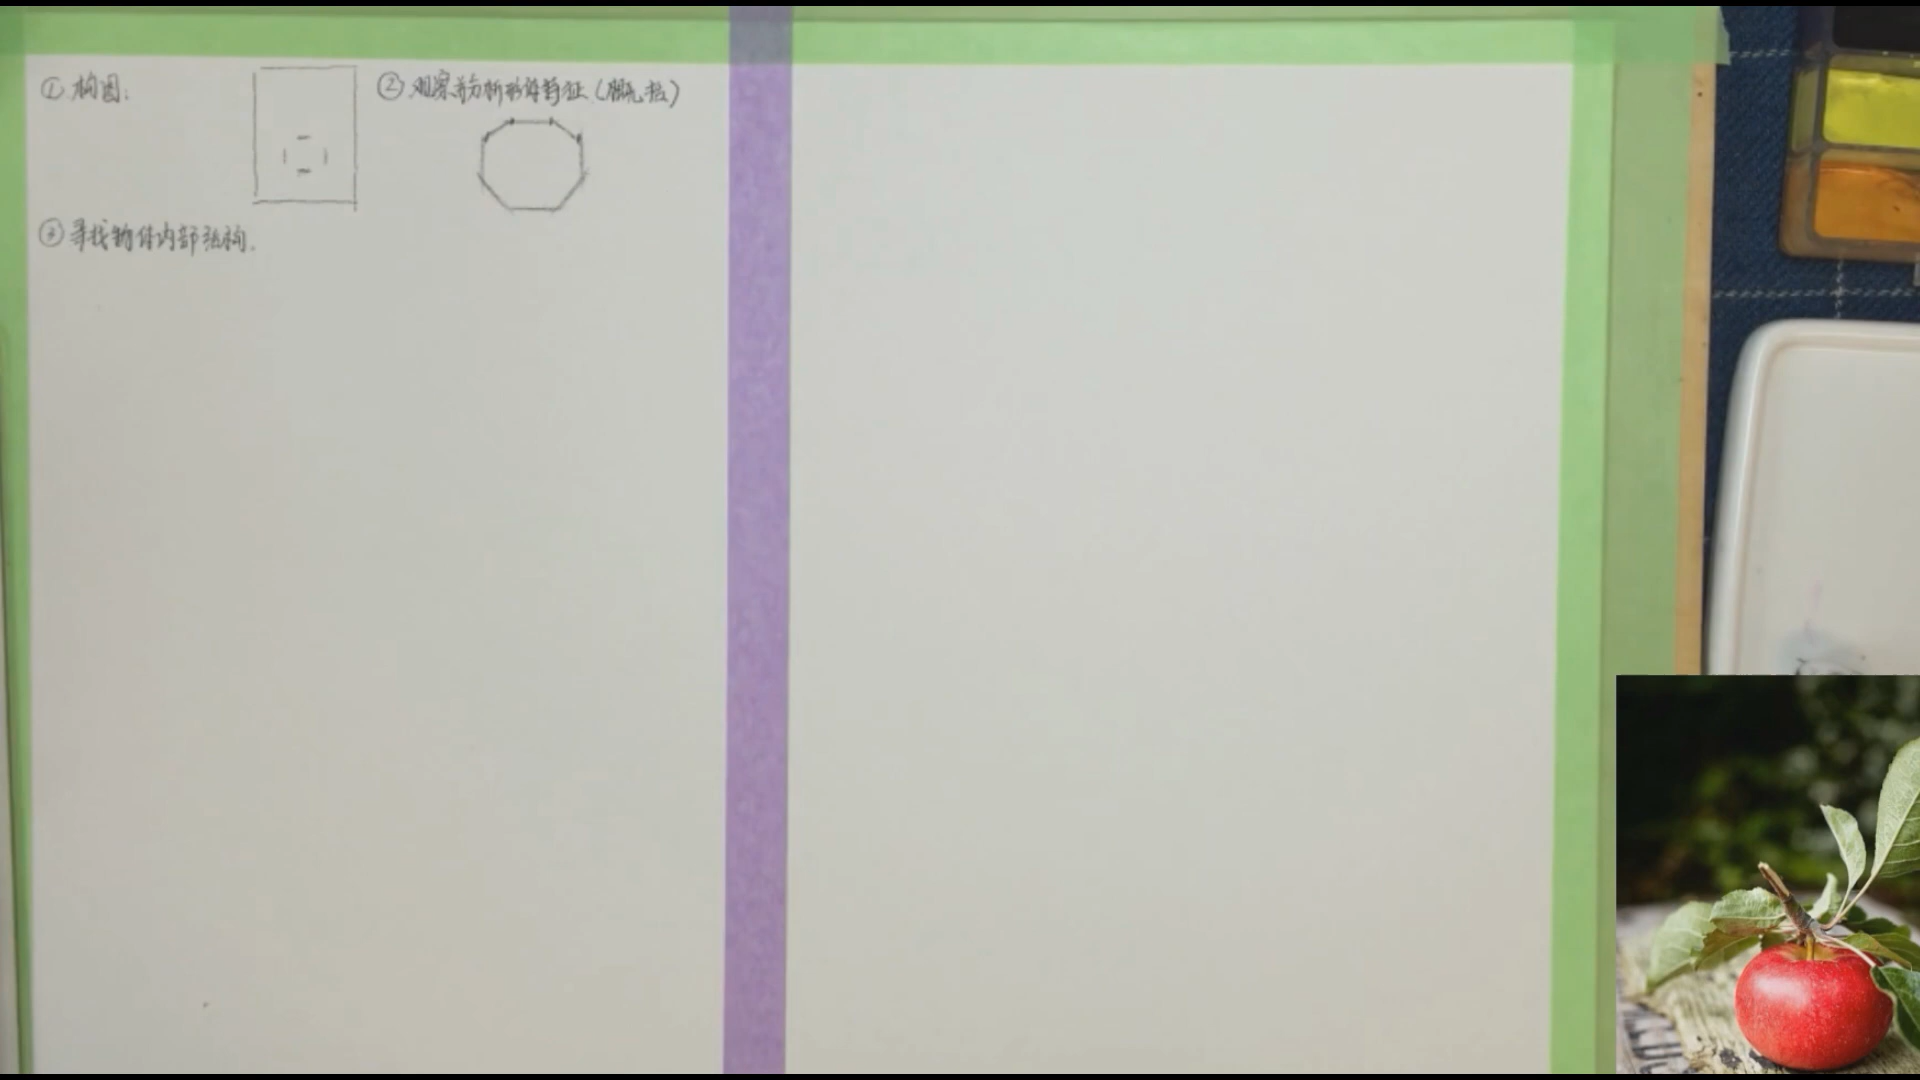 ① 构图:
② 观察并分析形体特征(概括)
③ 寻找物体内部结构.